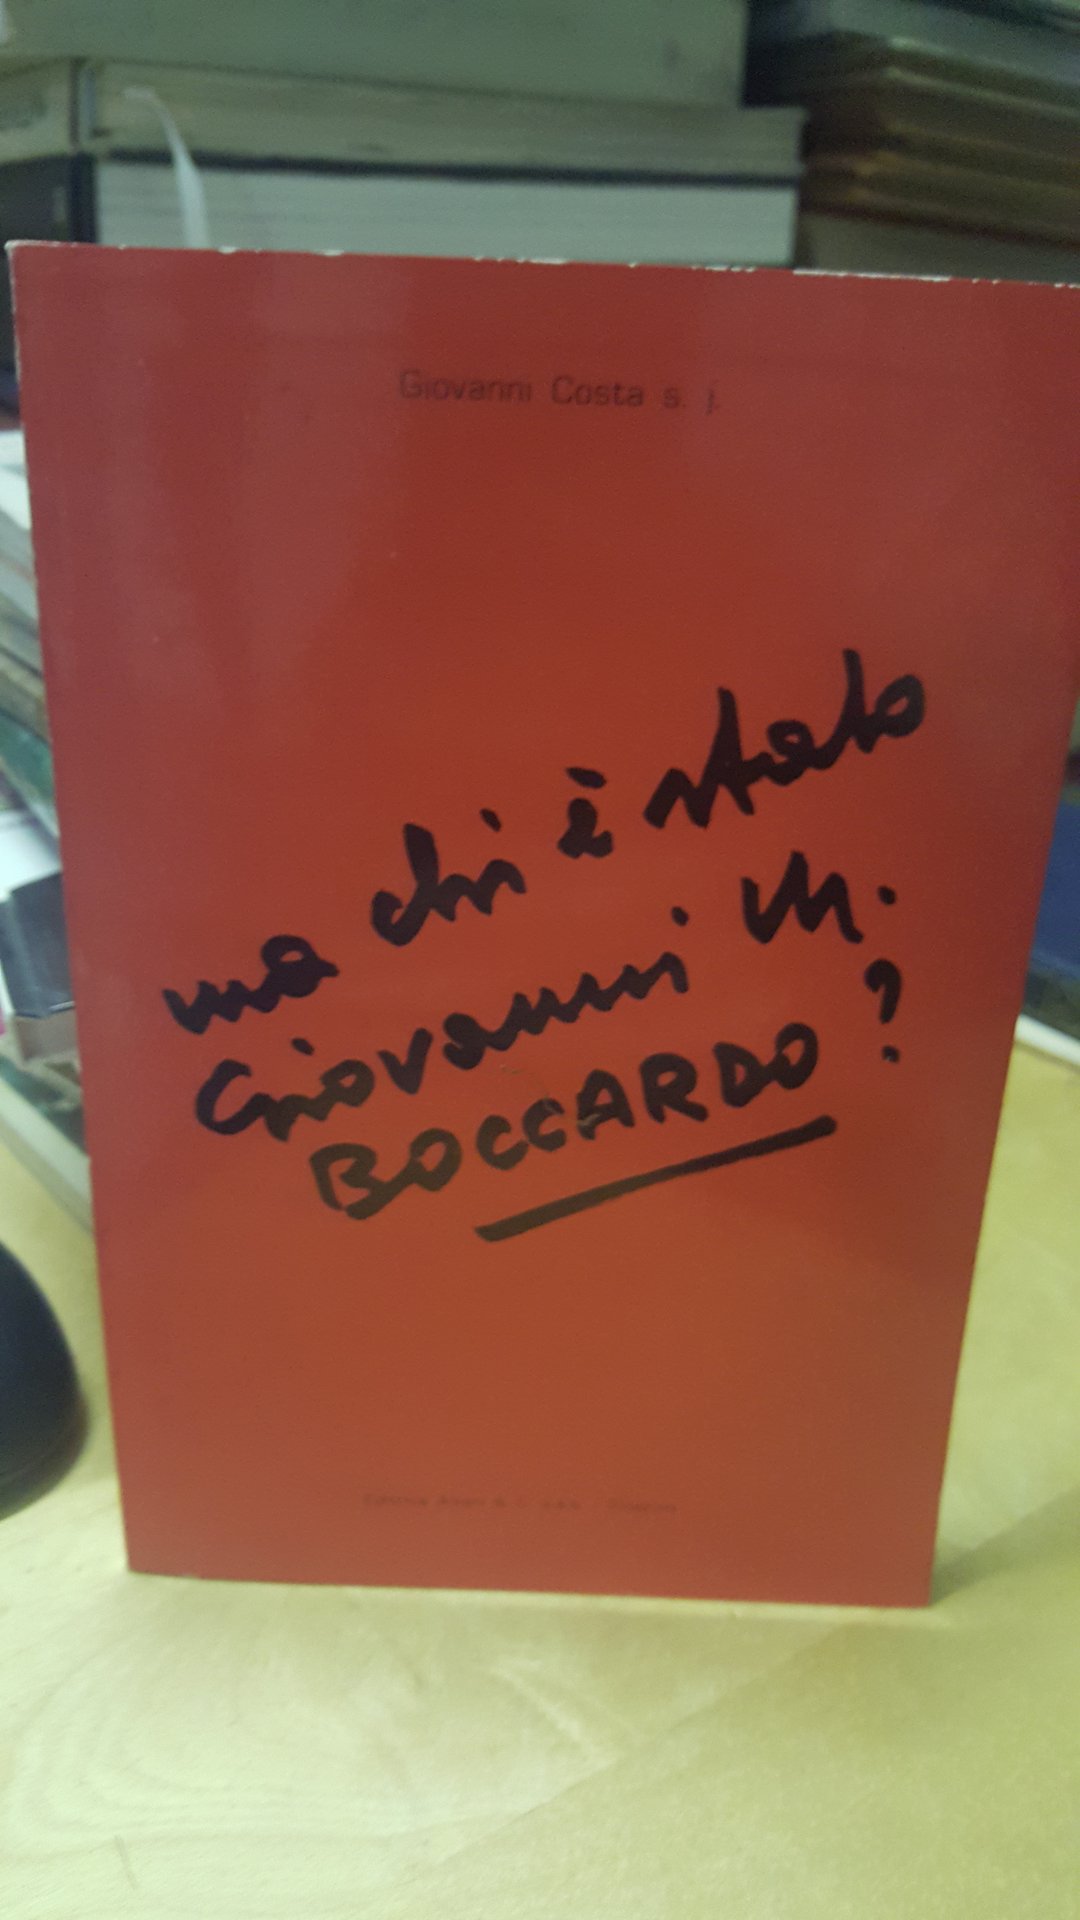 Giovanni Costa s. j.
ma chi è stato
Giovanni M.
BOCCARDO ?